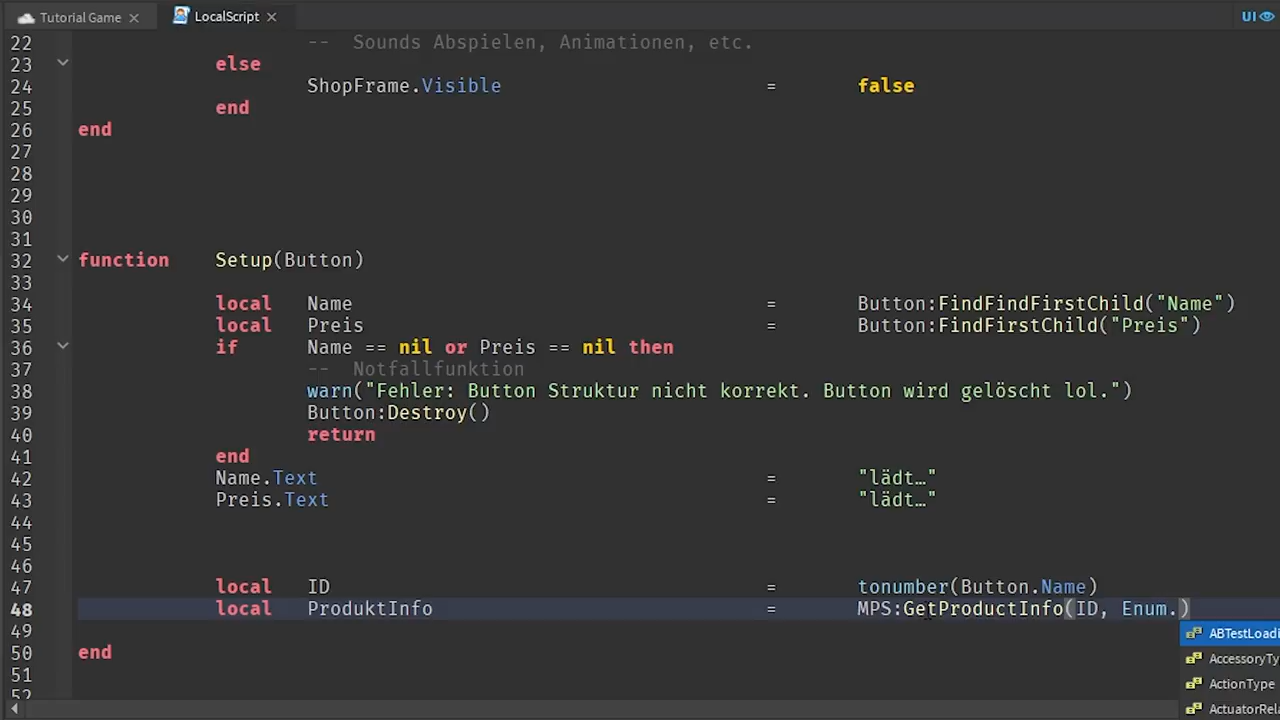 Tutorial Game LocalScript UI
22 -- Sounds Abspielen, Animationen, etc.
23 else
24 ShopFrame.Visible = false
25 end
26 end
27
28
29
30
31
32 function Setup(Button)
33
34 local Name = Button:FindFindFirstChild("Name")
35 local Preis = Button:FindFirstChild("Preis")
36 if Name == nil or Preis == nil then
37 -- Notfallfunktion
38 warn("Fehler: Button Struktur nicht korrekt. Button wird gelöscht lol.")
39 Button:Destroy()
40 return
41 end
42 Name.Text = "lädt…"
43 Preis.Text = "lädt…"
44
45
46
47 local ID = tonumber(Button.Name)
48 local ProduktInfo = MPS:GetProductInfo(ID, Enum.)
49 ABTestLoadi
50 end AccessoryTy
51 ActionType
52 ActuatorRela